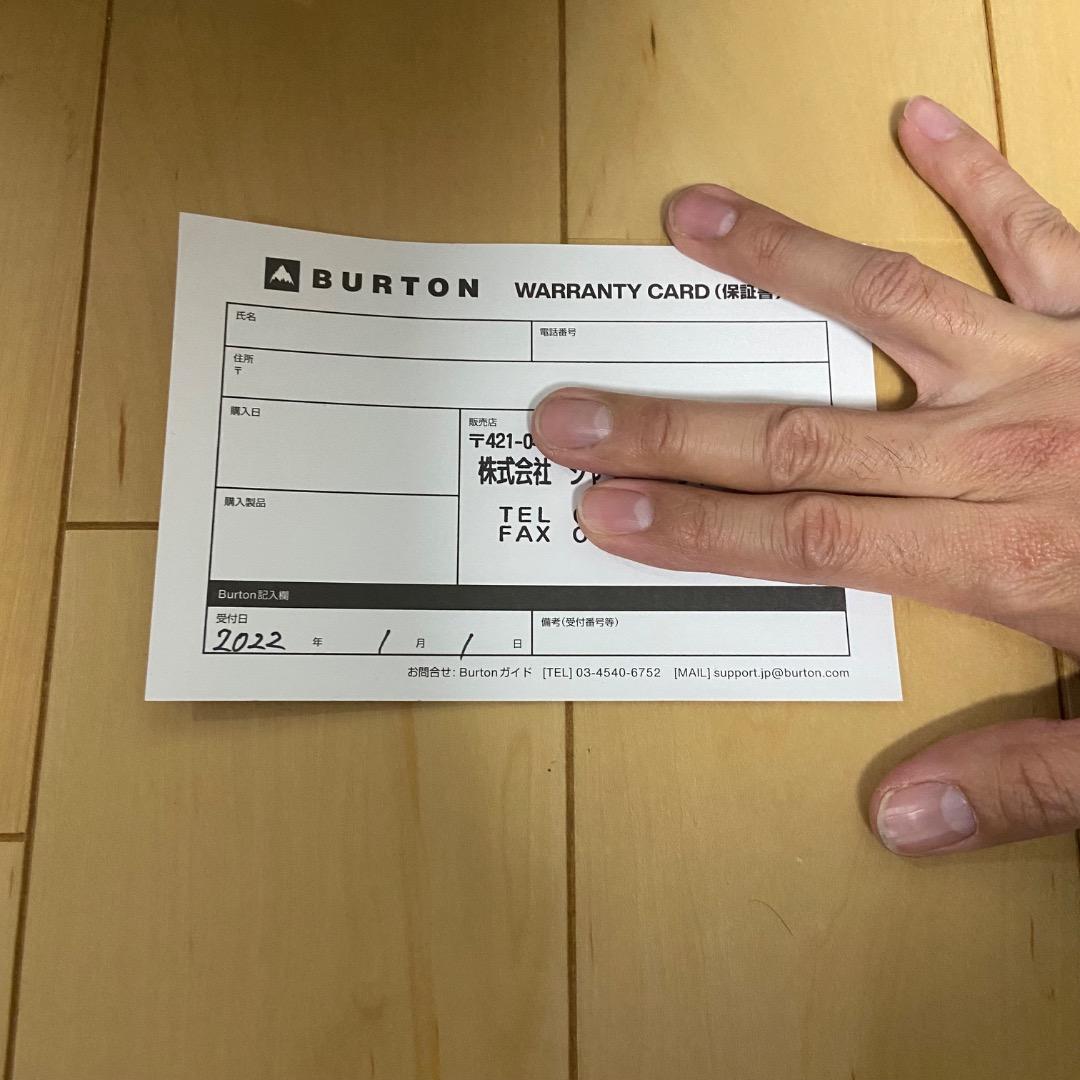 BURTON WARRANTY CARD(保証書)
氏名
電話番号
住所
〒
購入日
販売店
〒421-0
株式会社
購入製品
TEL
FAX 0
Burton記入欄
受付日
2022 年 1 月 1 日
備考(受付番号等)
お問合せ: Burtonガイド [TEL] 03-4540-6752 [MAIL] support.jp@burton.com